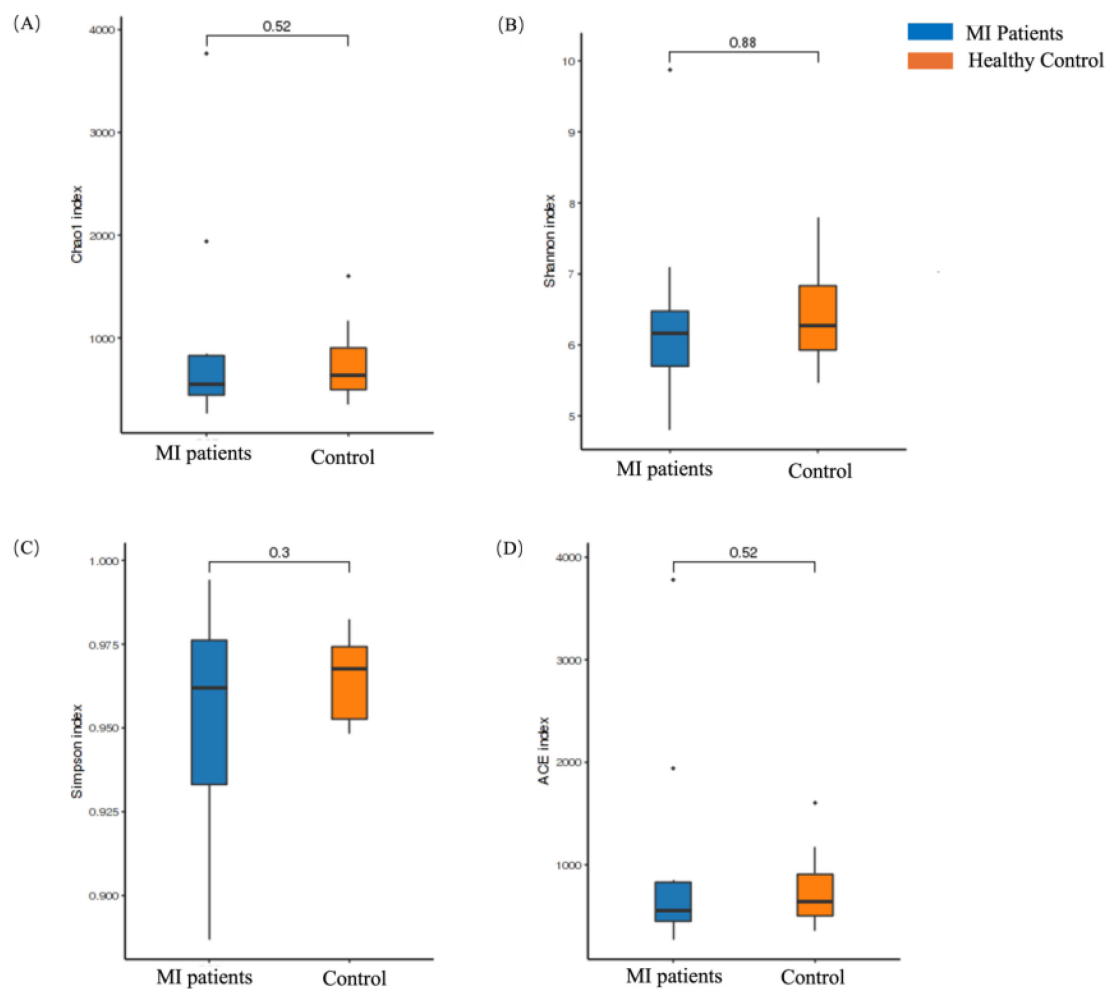 (A)
0.52
4000
3000
2000
1000
Chao1 index
MI patients
Control
(B)
0.88
10
9
8
7
6
5
Shannon index
MI patients
Control
MI Patients
Healthy Control
(C)
0.3
1.000
0.975
0.950
0.925
0.900
Simpson index
MI patients
Control
(D)
0.52
4000
3000
2000
1000
ACE index
MI patients
Control